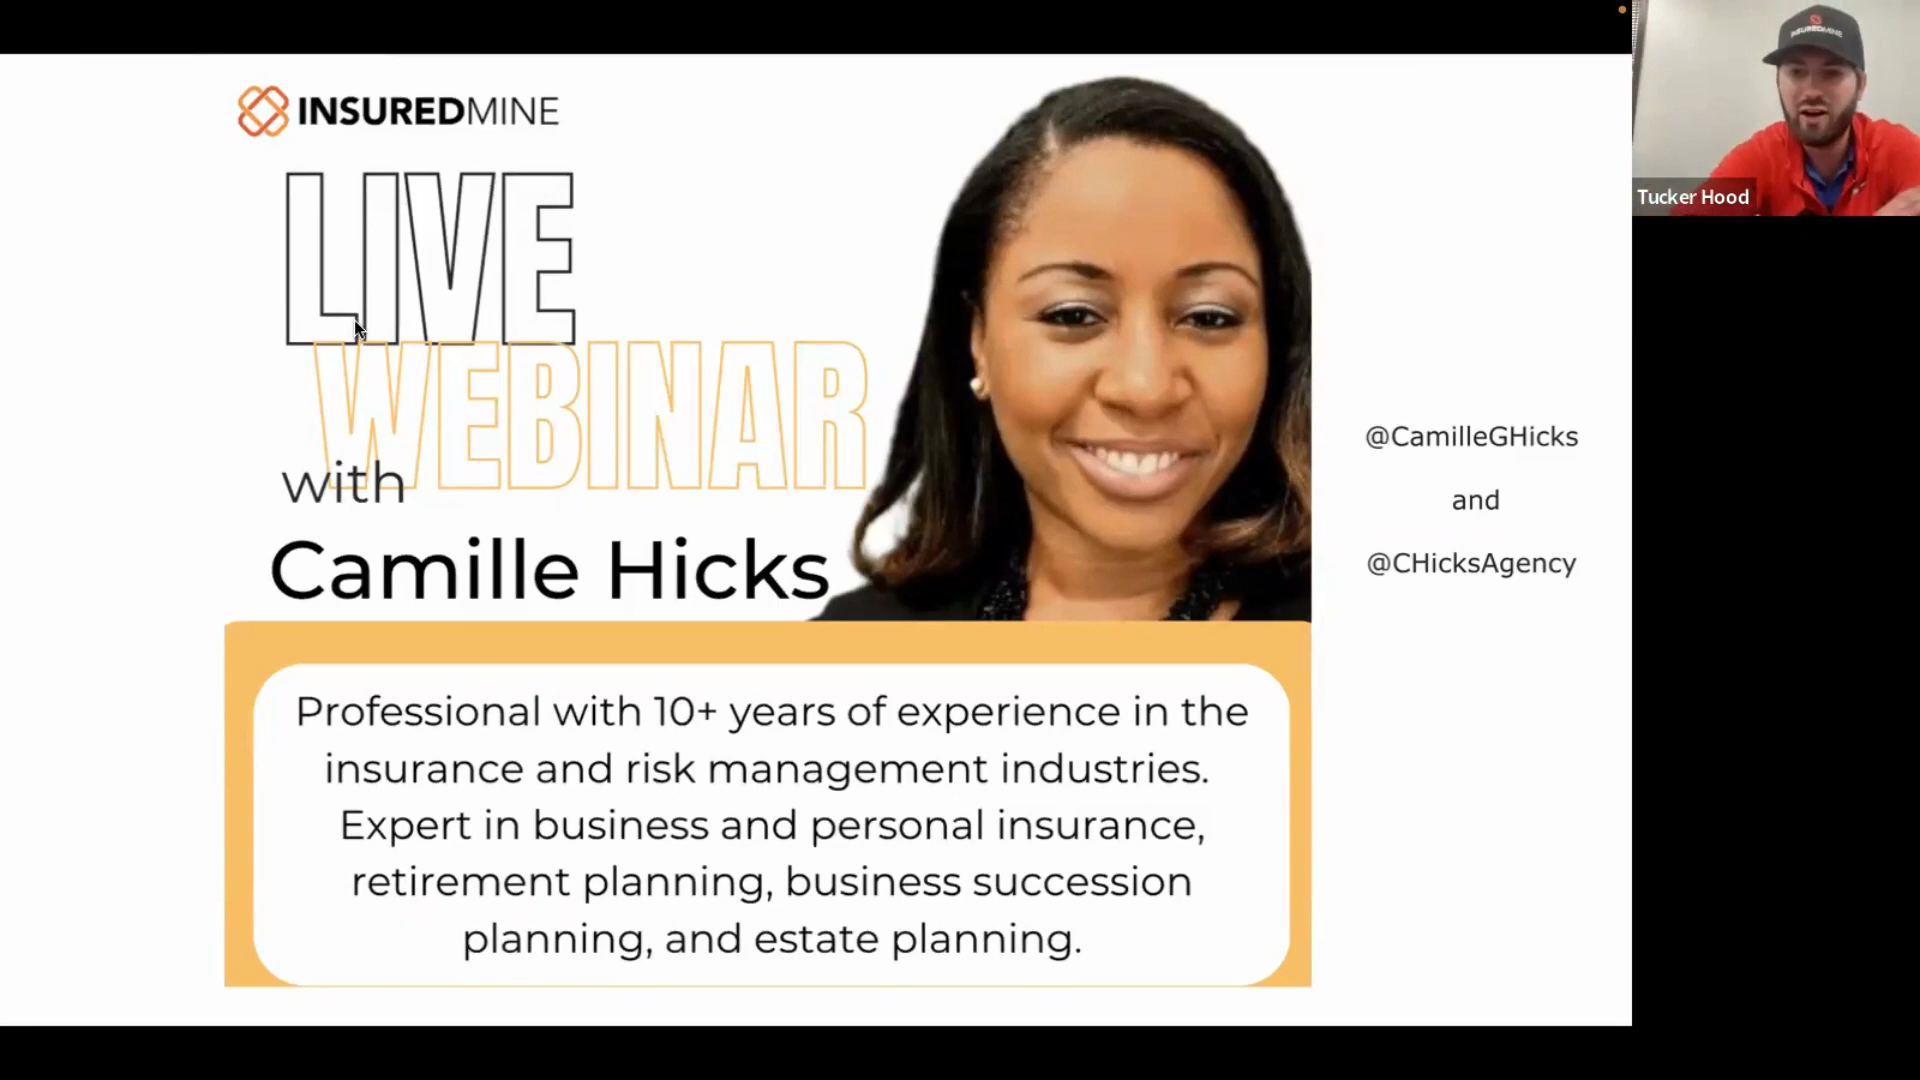 INSUREDMINE
LIVE
WEBINAR
with
Camille Hicks
Professional with 10+ years of experience in the
insurance and risk management industries.
Expert in business and personal insurance,
retirement planning, business succession
planning, and estate planning.
@CamilleGHicks
and
@CHicksAgency
INSUREDMINE
Tucker Hood